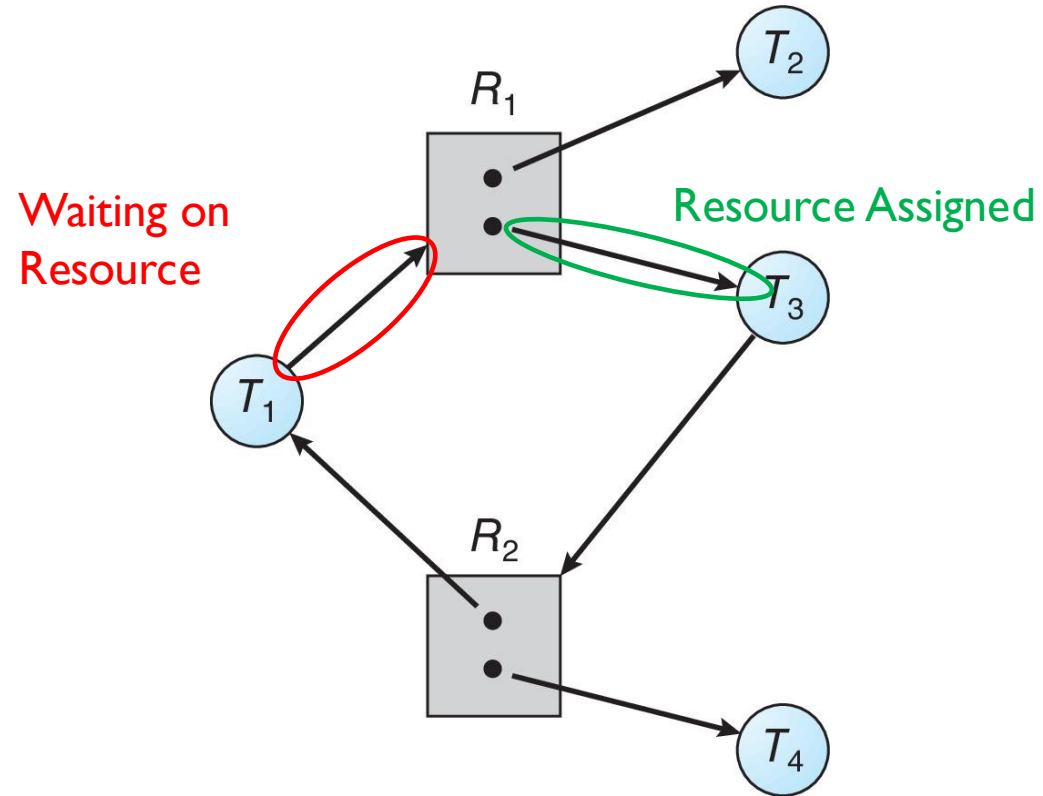 T₂
R₁
Waiting on
Resource
Resource Assigned
T₃
T₁
R₂
T₄